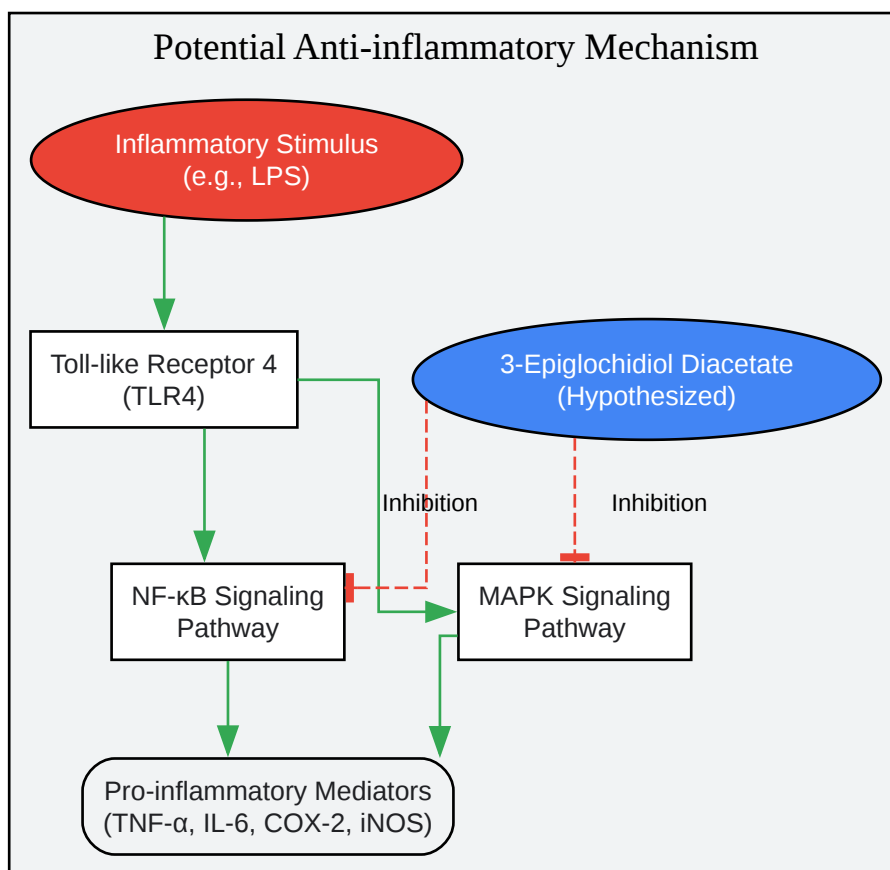 Potential Anti-inflammatory Mechanism
Inflammatory Stimulus
(e.g., LPS)
Toll-like Receptor 4
(TLR4)
3-Epiglochidiol Diacetate
(Hypothesized)
Inhibition
Inhibition
NF-κB Signaling
Pathway
MAPK Signaling
Pathway
Pro-inflammatory Mediators
(TNF-α, IL-6, COX-2, iNOS)